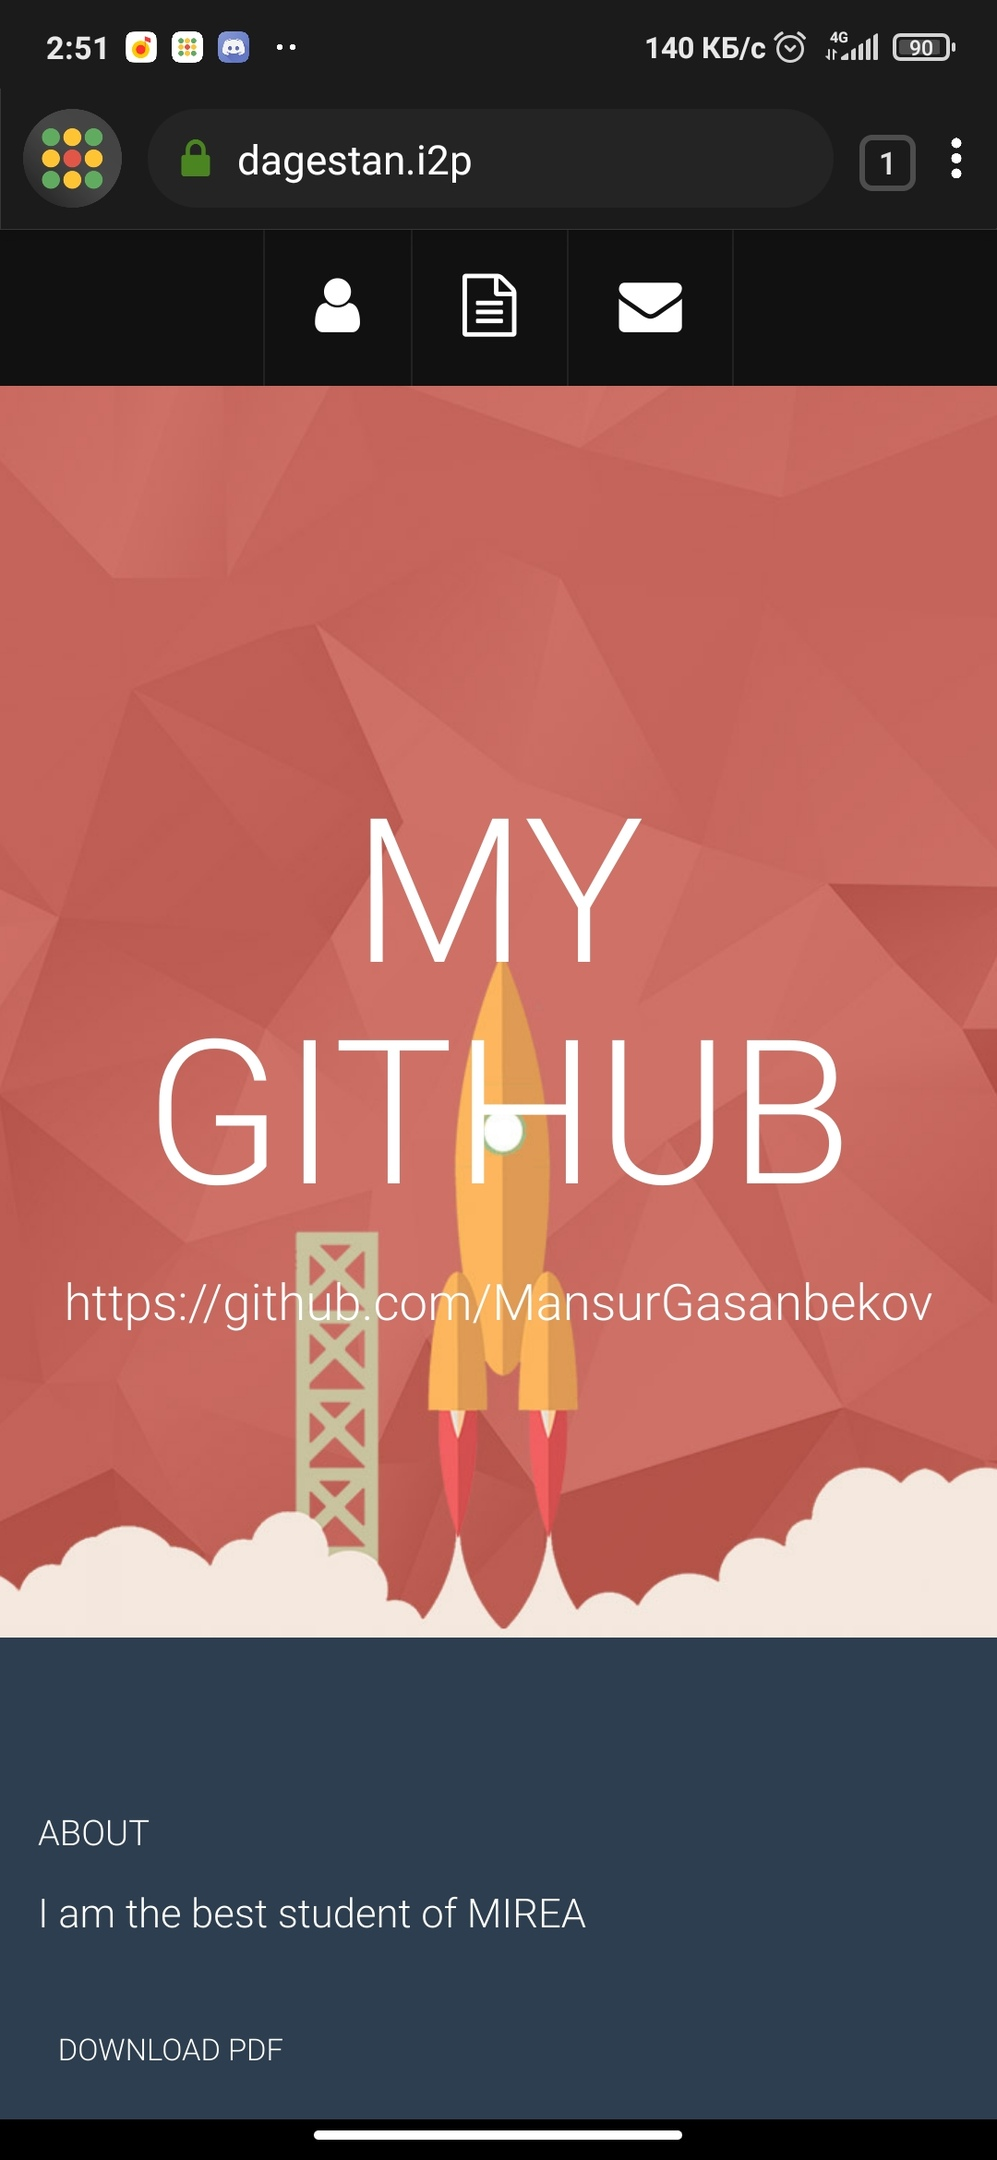 2:51
140 КБ/с 4G 90
dagestan.i2p
1
MY
GITHUB
https://github.com/MansurGasanbekov
ABOUT
I am the best student of MIREA
DOWNLOAD PDF